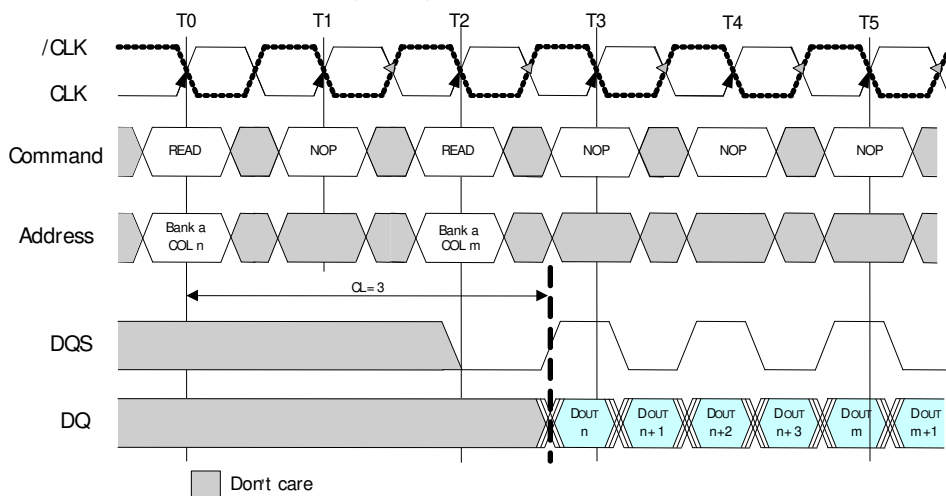 T0 T1 T2 T3 T4 T5
/CLK
CLK
Command READ NOP READ NOP NOP NOP
Address Bank a COL n Bank a COL m
CL= 3
DQS
DQ DOUT n DOUT n+1 DOUT n+2 DOUT n+3 DOUT m DOUT m+1
Don't care